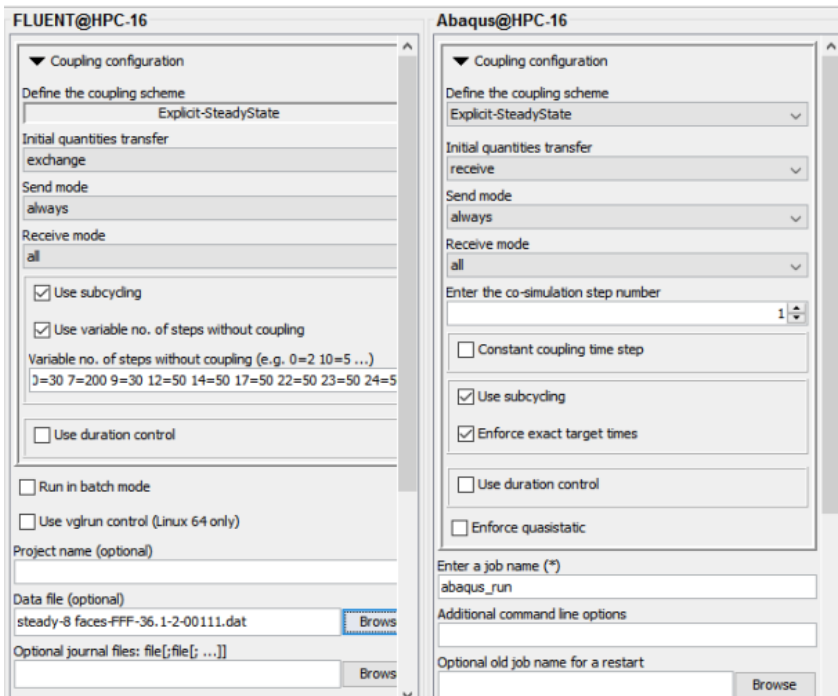 FLUENT@HPC-16
Coupling configuration
Define the coupling scheme
Explicit-SteadyState
Initial quantities transfer
exchange
Send mode
always
Receive mode
all
Use subcycling
Use variable no. of steps without coupling
Variable no. of steps without coupling (e.g. 0=2 10=5 ...)
0=30 7=200 9=30 12=50 14=50 17=50 22=50 23=50 24=5
Use duration control
Run in batch mode
Use vglrun control (Linux 64 only)
Project name (optional)
Data file (optional)
steady-8 faces-FFF-36.1-2-00111.dat
Brows
Optional journal files: file[;file[; ...]]
Brows
Abaqus@HPC-16
Coupling configuration
Define the coupling scheme
Explicit-SteadyState
Initial quantities transfer
receive
Send mode
always
Receive mode
all
Enter the co-simulation step number
1
Constant coupling time step
Use subcycling
Enforce exact target times
Use duration control
Enforce quasistatic
Enter a job name (*)
abaqus_run
Additional command line options
Optional old job name for a restart
Browse